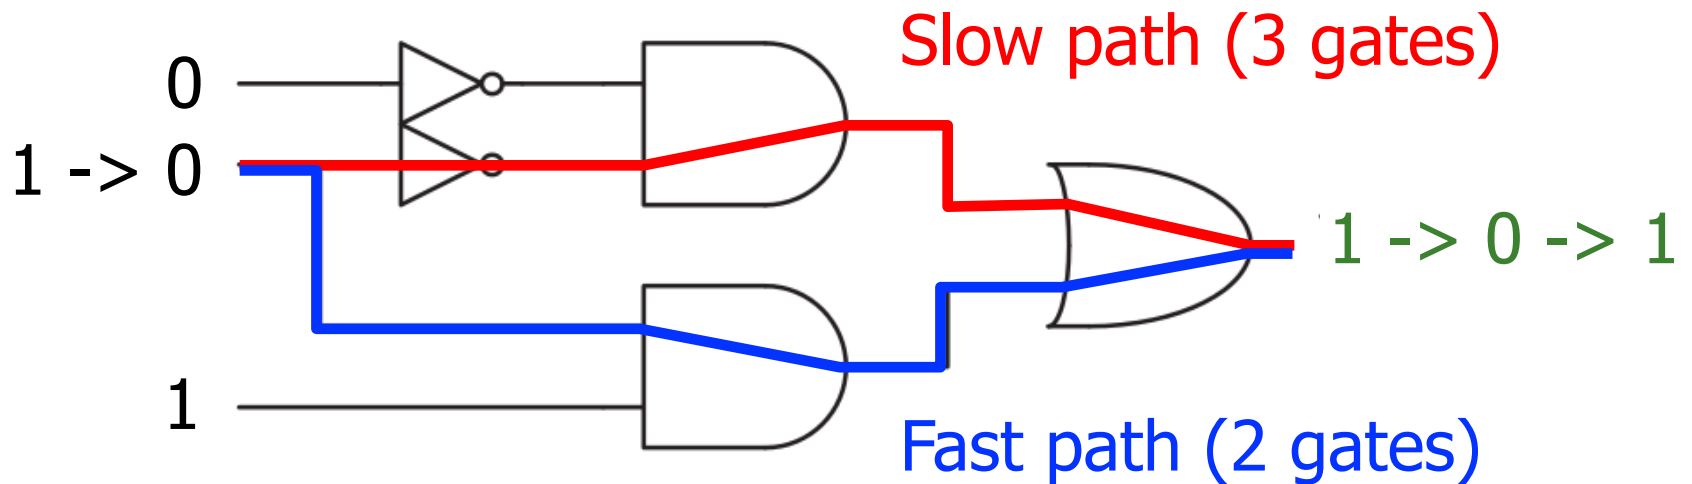 Slow path (3 gates)
0
1 -> 0
1 -> 0 -> 1
1
Fast path (2 gates)